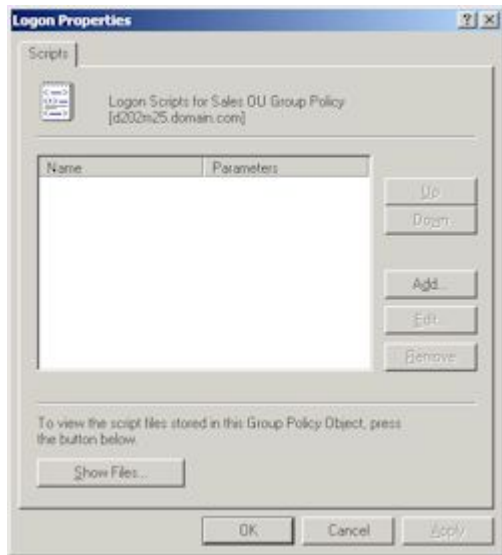 Logon Properties
Scripts
Logon Scripts for Sales OU Group Policy
[d202m25.domain.com]
Name Parameters
Up
Down
Add...
Edit...
Remove
To view the script files stored in this Group Policy Object, press
the button below.
Show Files...
OK Cancel Apply